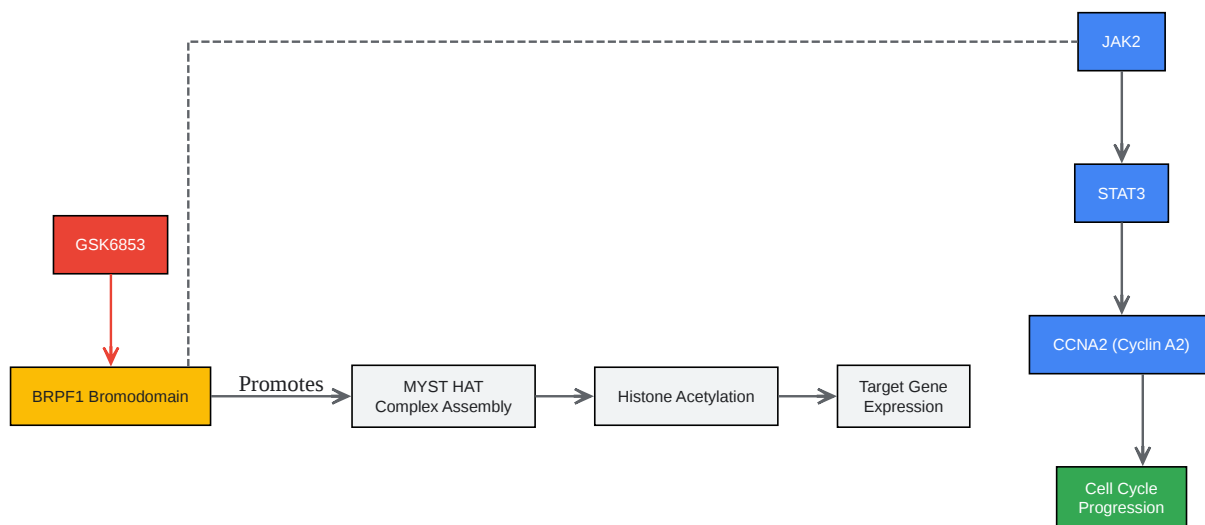 JAK2
STAT3
GSK6853
CCNA2 (Cyclin A2)
BRPF1 Bromodomain
Promotes
MYST HAT
Complex Assembly
Histone Acetylation
Target Gene
Expression
Cell Cycle
Progression